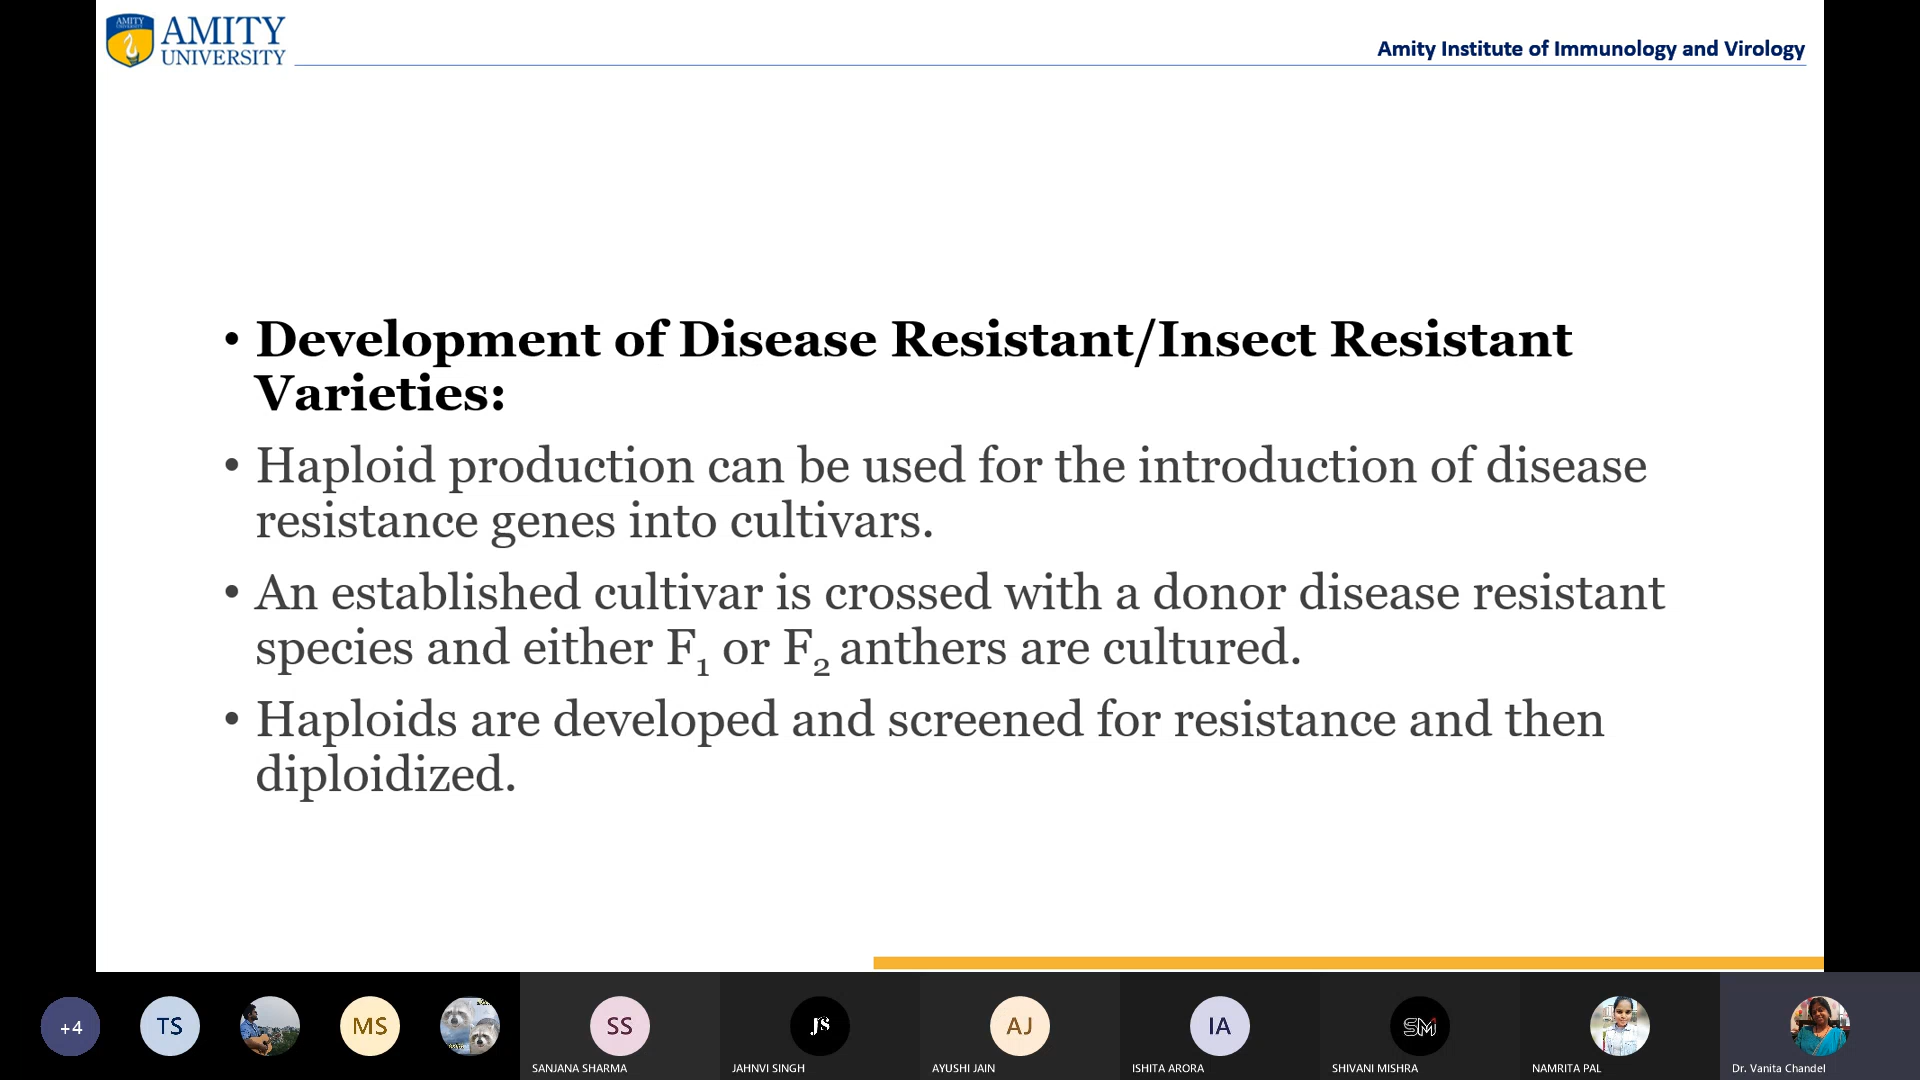 AMITY
UNIVERSITY
AMITY
UNIVERSITY
Amity Institute of Immunology and Virology
• Development of Disease Resistant/Insect Resistant
Varieties:
• Haploid production can be used for the introduction of disease
resistance genes into cultivars.
• An established cultivar is crossed with a donor disease resistant
species and either F₁ or F₂ anthers are cultured.
• Haploids are developed and screened for resistance and then
diploidized.
+4
TS
MS
SS
JS
AJ
IA
SM
SANJANA SHARMA
JAHNVI SINGH
AYUSHI JAIN
ISHITA ARORA
SHIVANI MISHRA
NAMRITA PAL
Dr. Vanita Chandel